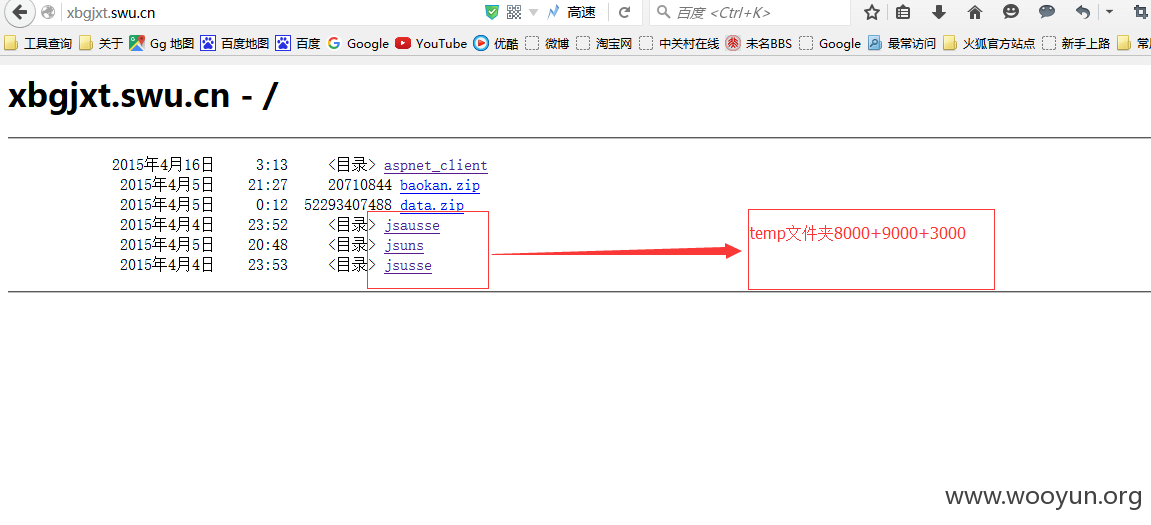 xbgjxt.swu.cn 高速 百度 <Ctrl+K>
工具查询 关于 Gg 地图 百度地图 百度 Google YouTube 优酷 微博 淘宝网 中关村在线 未名BBS Google 最常访问 火狐官方站点 新手上路
xbgjxt.swu.cn - /
2015年4月16日 3:13 <目录> aspnet_client
2015年4月5日 21:27 20710844 baokan.zip
2015年4月5日 0:12 52293407488 data.zip
2015年4月4日 23:52 <目录> jsausse
2015年4月5日 20:48 <目录> jsuns
2015年4月4日 23:53 <目录> jsusse
temp文件夹8000+9000+3000
www.wooyun.org